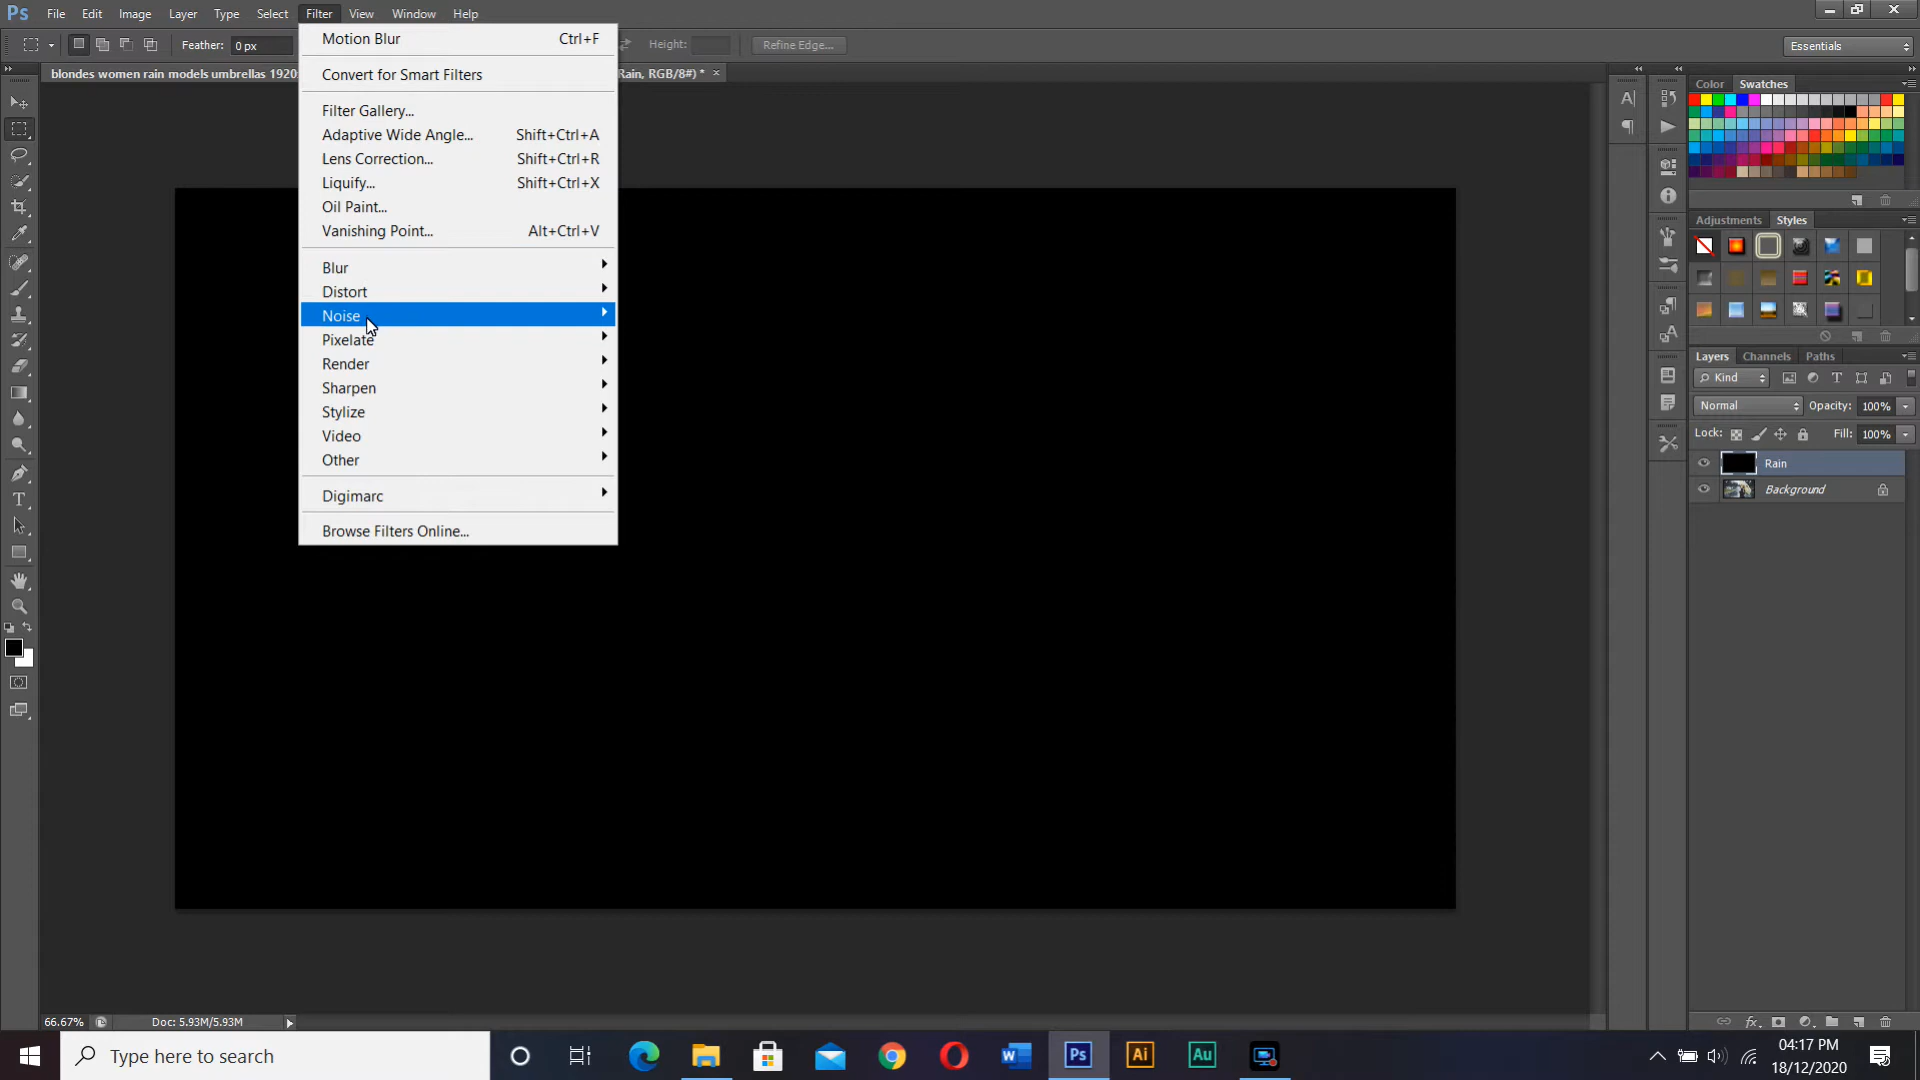 Ps File Edit Image Layer Type Select Filter View Window Help
Feather: 0 px Height: Refine Edge... Essentials
blondes women rain models umbrellas 1920 Rain, RGB/8#) * ×
Motion Blur Ctrl+F
Convert for Smart Filters
Filter Gallery...
Adaptive Wide Angle... Shift+Ctrl+A
Lens Correction... Shift+Ctrl+R
Liquify... Shift+Ctrl+X
Oil Paint...
Vanishing Point... Alt+Ctrl+V
Blur
Distort
Noise
Pixelate
Render
Sharpen
Stylize
Video
Other
Digimarc
Browse Filters Online...
Color Swatches
Adjustments Styles
Layers Channels Paths
Kind
Normal Opacity: 100%
Lock: Fill: 100%
Rain
Background
66.67% Doc: 5.93M/5.93M
Type here to search
Ps Ai Au
04:17 PM
18/12/2020